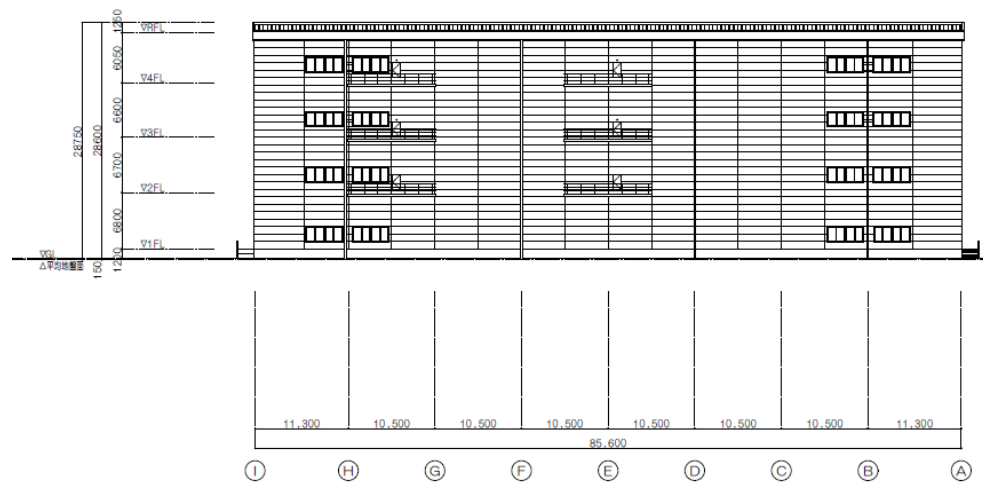 1250
▽RFL
6050
▽4FL
6600
▽3FL
28750
28600
6700
▽2FL
6800
▽1FL
▽GL
△平均地盤面
150
1200
11.300
10.500
10.500
10.500
10.500
10.500
10.500
11.300
85.600
I
H
G
F
E
D
C
B
A